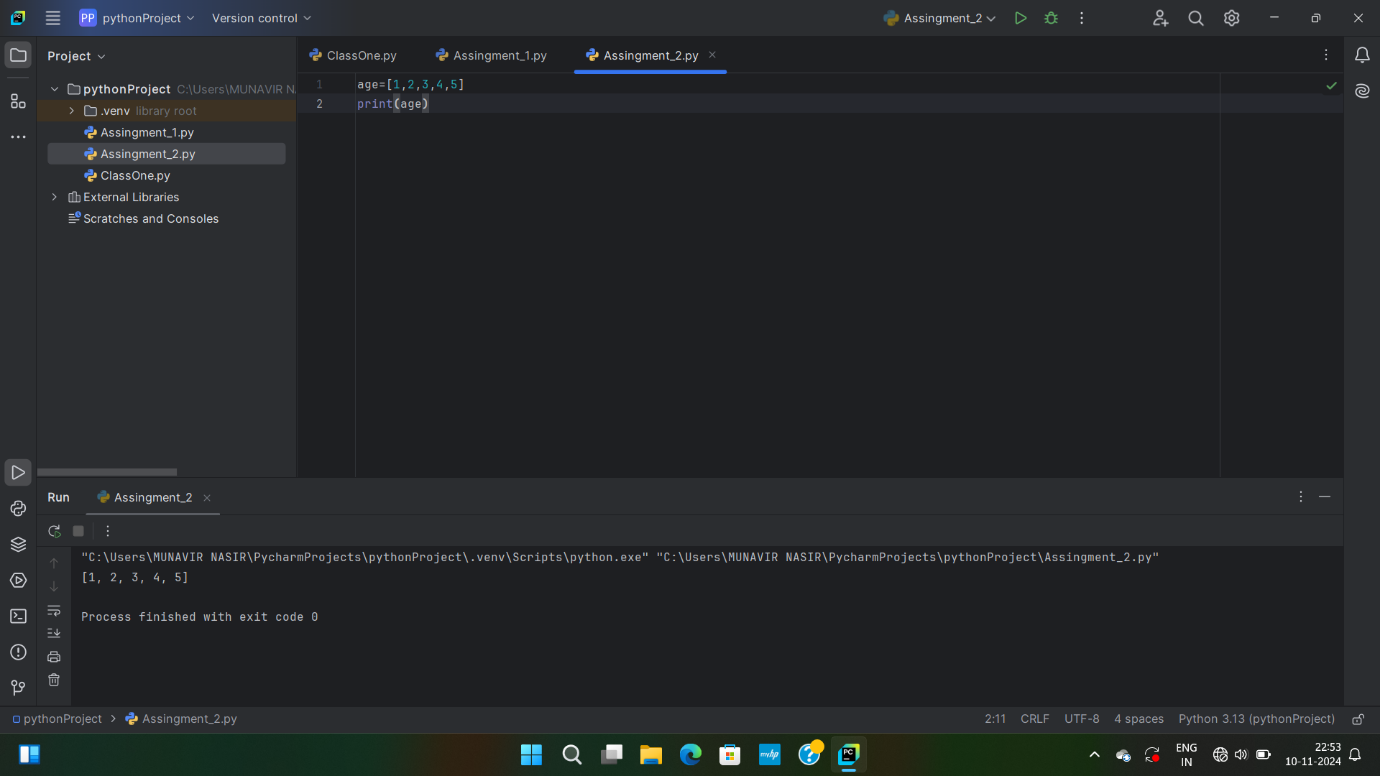 PP pythonProject Version control Assingment_2
Project
ClassOne.py Assingment_1.py Assingment_2.py
pythonProject C:\Users\MUNAVIR N
.venv library root
Assingment_1.py
Assingment_2.py
ClassOne.py
External Libraries
Scratches and Consoles
1 age=[1,2,3,4,5]
2 print(age)
Run Assingment_2
"C:\Users\MUNAVIR NASIR\PycharmProjects\pythonProject\.venv\Scripts\python.exe" "C:\Users\MUNAVIR NASIR\PycharmProjects\pythonProject\Assingment_2.py"
[1, 2, 3, 4, 5]
Process finished with exit code 0
pythonProject > Assingment_2.py 2:11 CRLF UTF-8 4 spaces Python 3.13 (pythonProject)
ENG
IN
22:53
10-11-2024